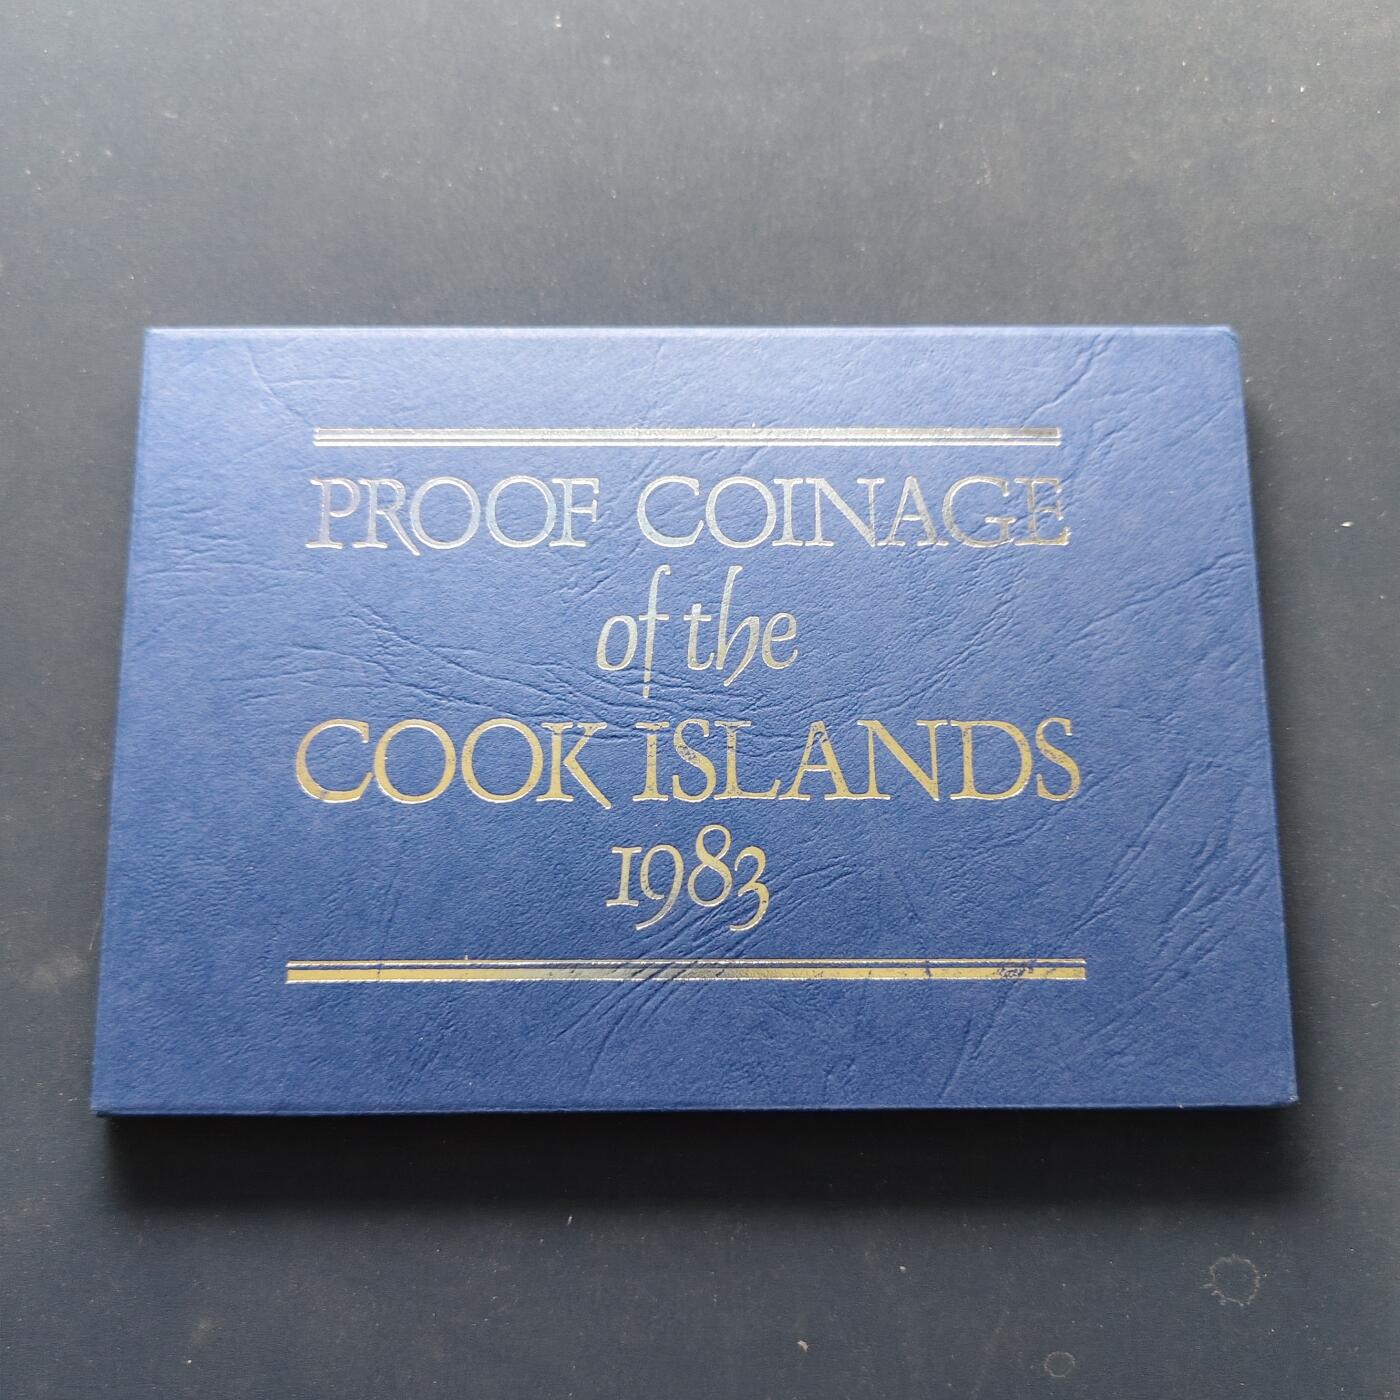 PROOF COINAGE
of the
COOK ISLANDS
1983